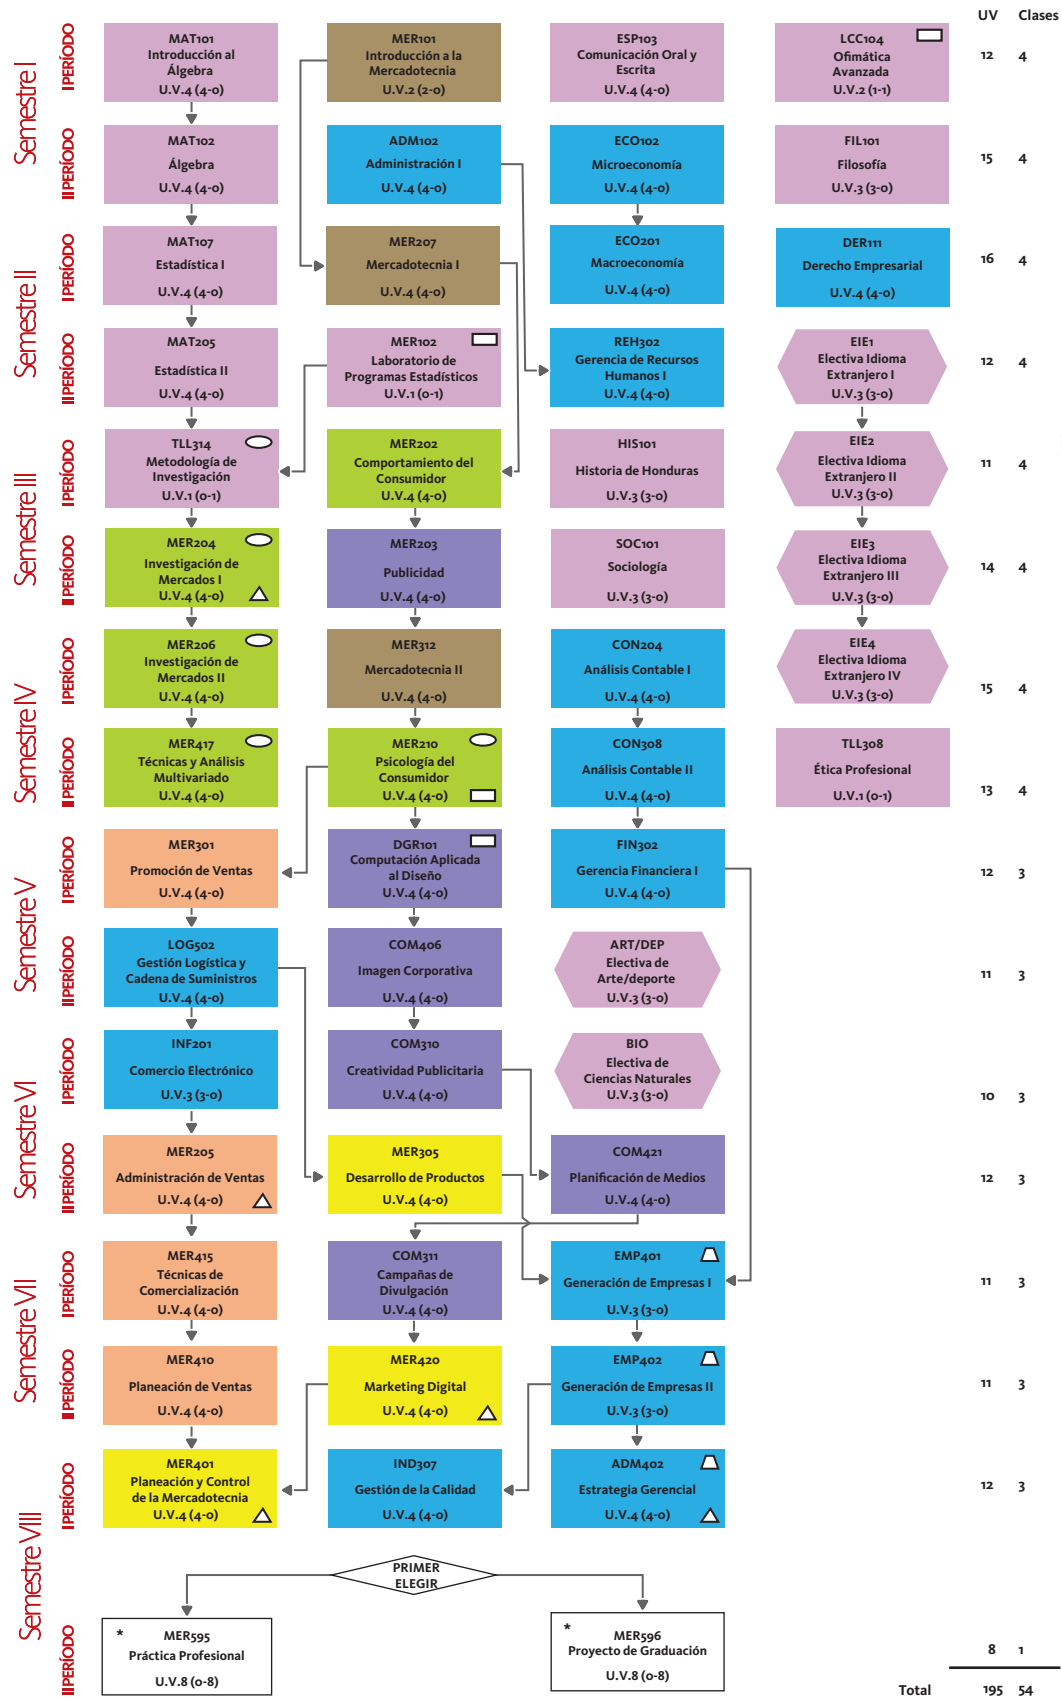 UV Clases
Semestre I
I PERÍODO
MAT101
Introducción al
Álgebra
U.V.4 (4-0)
MER101
Introducción a la
Mercadotecnia
U.V.2 (2-0)
ESP103
Comunicación Oral y
Escrita
U.V.4 (4-0)
LCC104
Ofimática
Avanzada
U.V.2 (1-1)
12 4
II PERÍODO
MAT102
Álgebra
U.V.4 (4-0)
ADM102
Administración I
U.V.4 (4-0)
ECO102
Microeconomía
U.V.4 (4-0)
FIL101
Filosofía
U.V.3 (3-0)
15 4
Semestre II
I PERÍODO
MAT107
Estadística I
U.V.4 (4-0)
MER207
Mercadotecnia I
U.V.4 (4-0)
ECO201
Macroeconomía
U.V.4 (4-0)
DER111
Derecho Empresarial
U.V.4 (4-0)
16 4
II PERÍODO
MAT205
Estadística II
U.V.4 (4-0)
MER102
Laboratorio de
Programas Estadísticos
U.V.1 (0-1)
REH302
Gerencia de Recursos
Humanos I
U.V.4 (4-0)
EIE1
Electiva Idioma
Extranjero I
U.V.3 (3-0)
12 4
Semestre III
I PERÍODO
TLL314
Metodología de
Investigación
U.V.1 (0-1)
MER202
Comportamiento del
Consumidor
U.V.4 (4-0)
HIS101
Historia de Honduras
U.V.3 (3-0)
EIE2
Electiva Idioma
Extranjero II
U.V.3 (3-0)
11 4
II PERÍODO
MER204
Investigación de
Mercados I
U.V.4 (4-0)
MER203
Publicidad
U.V.4 (4-0)
SOC101
Sociología
U.V.3 (3-0)
EIE3
Electiva Idioma
Extranjero III
U.V.3 (3-0)
14 4
Semestre IV
I PERÍODO
MER206
Investigación de
Mercados II
U.V.4 (4-0)
MER312
Mercadotecnia II
U.V.4 (4-0)
CON204
Análisis Contable I
U.V.4 (4-0)
EIE4
Electiva Idioma
Extranjero IV
U.V.3 (3-0)
15 4
II PERÍODO
MER417
Técnicas y Análisis
Multivariado
U.V.4 (4-0)
MER210
Psicología del
Consumidor
U.V.4 (4-0)
CON308
Análisis Contable II
U.V.4 (4-0)
TLL308
Ética Profesional
U.V.1 (0-1)
13 4
Semestre V
I PERÍODO
MER301
Promoción de Ventas
U.V.4 (4-0)
DGR101
Computación Aplicada
al Diseño
U.V.4 (4-0)
FIN302
Gerencia Financiera I
U.V.4 (4-0)
12 3
II PERÍODO
LOG502
Gestión Logística y
Cadena de Suministros
U.V.4 (4-0)
COM406
Imagen Corporativa
U.V.4 (4-0)
ART/DEP
Electiva de
Arte/deporte
U.V.3 (3-0)
11 3
Semestre VI
I PERÍODO
INF201
Comercio Electrónico
U.V.3 (3-0)
COM310
Creatividad Publicitaria
U.V.4 (4-0)
BIO
Electiva de
Ciencias Naturales
U.V.3 (3-0)
10 3
II PERÍODO
MER205
Administración de Ventas
U.V.4 (4-0)
MER305
Desarrollo de Productos
U.V.4 (4-0)
COM421
Planificación de Medios
U.V.4 (4-0)
12 3
Semestre VII
I PERÍODO
MER415
Técnicas de
Comercialización
U.V.4 (4-0)
COM311
Campañas de
Divulgación
U.V.4 (4-0)
EMP401
Generación de Empresas I
U.V.3 (3-0)
11 3
II PERÍODO
MER410
Planeación de Ventas
U.V.4 (4-0)
MER420
Marketing Digital
U.V.4 (4-0)
EMP402
Generación de Empresas II
U.V.3 (3-0)
11 3
Semestre VIII
I PERÍODO
MER401
Planeación y Control
de la Mercadotecnia
U.V.4 (4-0)
IND307
Gestión de la Calidad
U.V.4 (4-0)
ADM402
Estrategia Gerencial
U.V.4 (4-0)
12 3
PRIMER
ELEGIR
II PERÍODO
* MER595
Práctica Profesional
U.V.8 (0-8)
* MER596
Proyecto de Graduación
U.V.8 (0-8)
8 1
Total 195 54